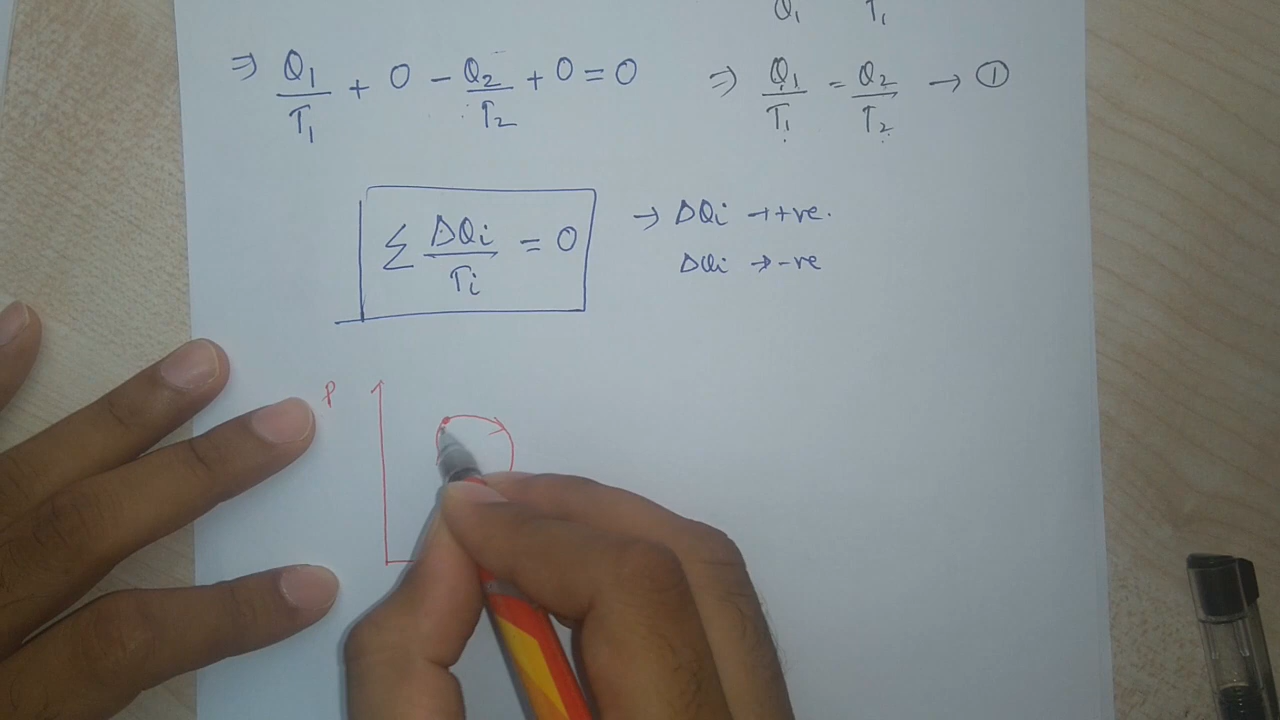 Q₁ T₁
⇒ Q₁/T₁ + 0 - Q₂/T₂ + 0 = 0
⇒ Q₁/T₁ = Q₂/T₂ → ①
Σ ΔQi/Ti = 0
→ ΔQi → +ve.
ΔQi → -ve
P